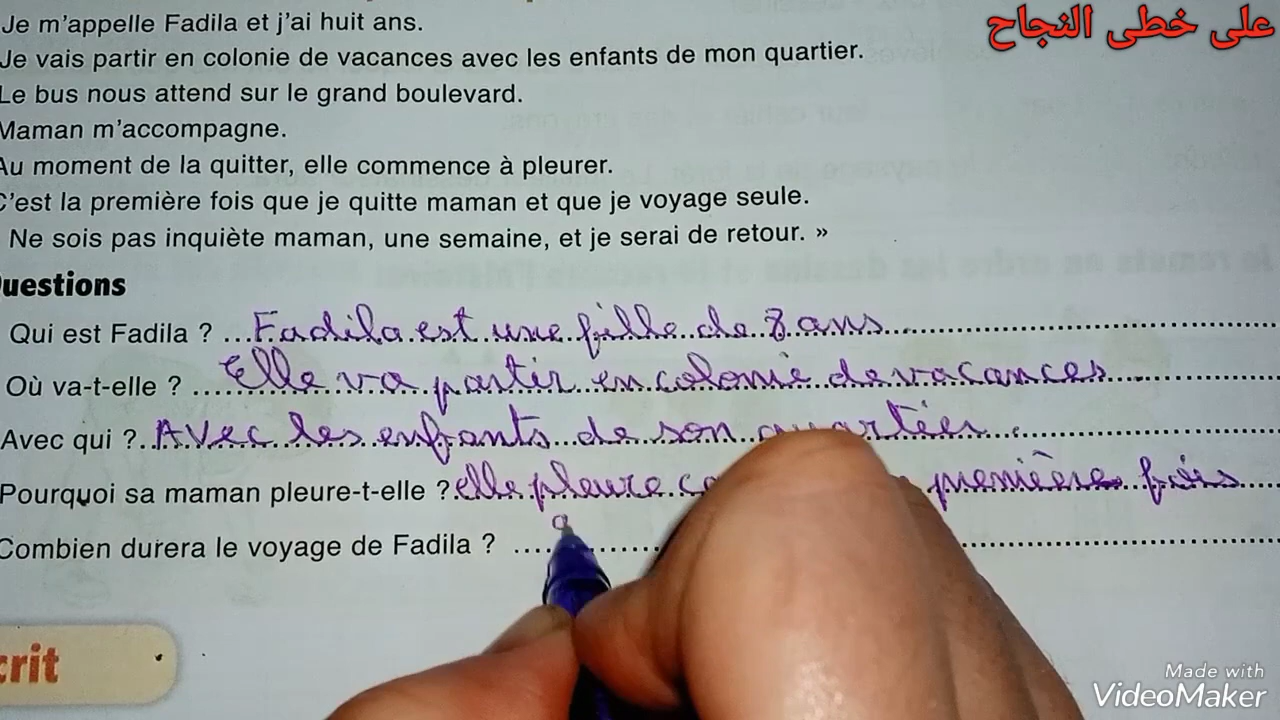 على خطى النجاح
Je m’appelle Fadila et j’ai huit ans.
Je vais partir en colonie de vacances avec les enfants de mon quartier.
Le bus nous attend sur le grand boulevard.
Maman m’accompagne.
Au moment de la quitter, elle commence à pleurer.
C’est la première fois que je quitte maman et que je voyage seule.
Ne sois pas inquiète maman, une semaine, et je serai de retour. »
Questions
Qui est Fadila ? Fadila est une fille de 8 ans
Où va-t-elle ? Elle va partir en colonie de vacances
Avec qui ? Avec les enfants de son quartier
Pourquoi sa maman pleure-t-elle ? elle pleure première fois
Combien durera le voyage de Fadila ?
crit
Made with
VideoMaker